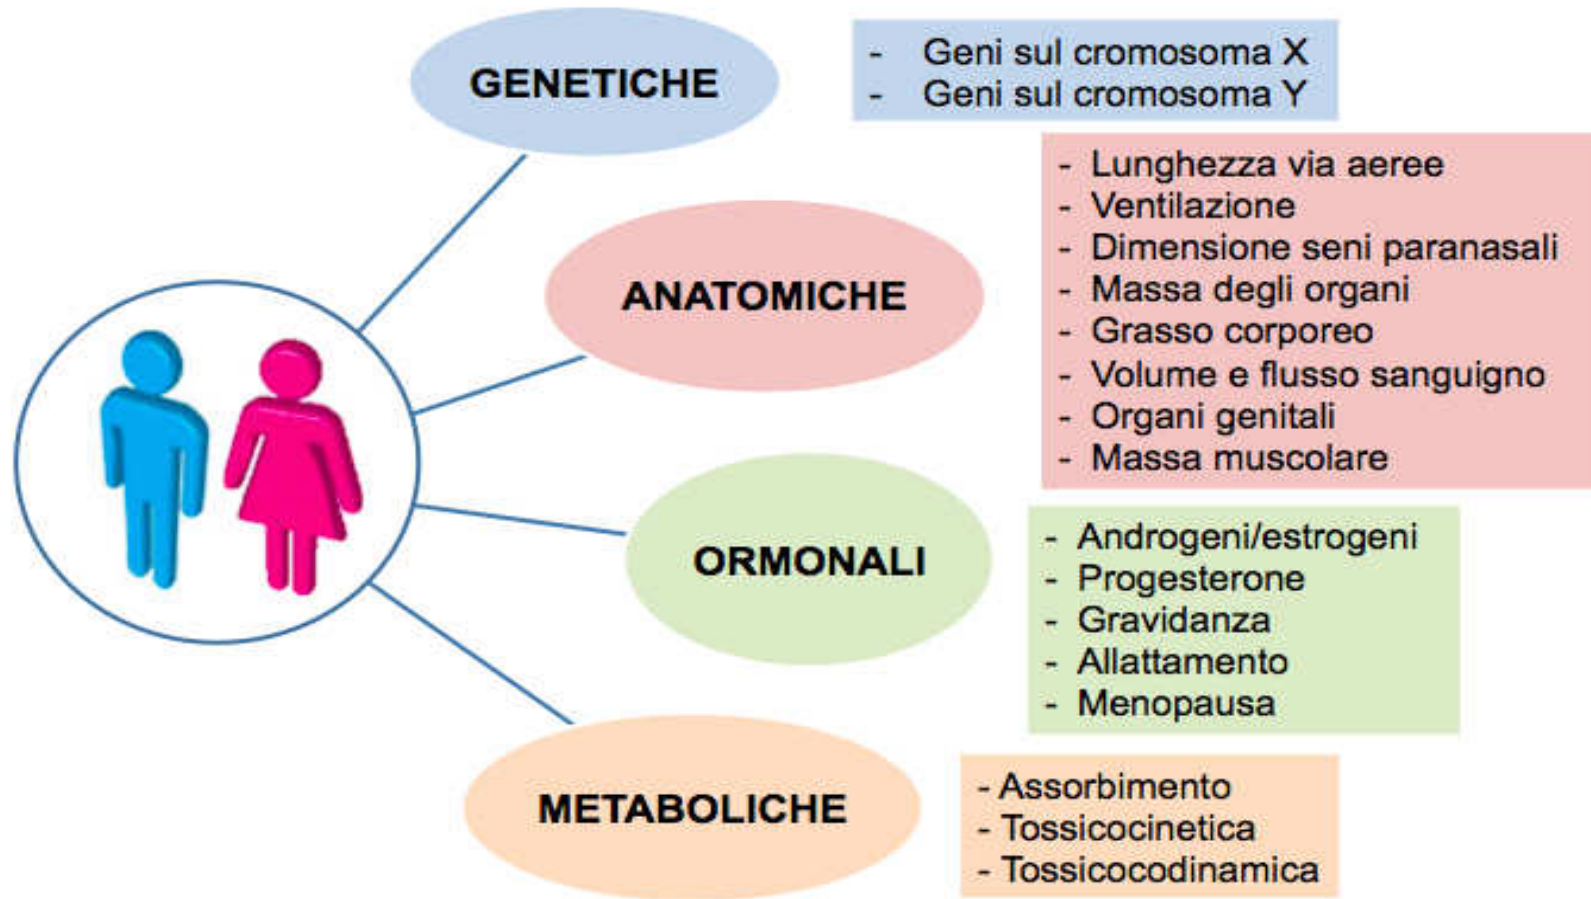 GENETICHE
- Geni sul cromosoma X
- Geni sul cromosoma Y
ANATOMICHE
- Lunghezza via aeree
- Ventilazione
- Dimensione seni paranasali
- Massa degli organi
- Grasso corporeo
- Volume e flusso sanguigno
- Organi genitali
- Massa muscolare
ORMONALI
- Androgeni/estrogeni
- Progesterone
- Gravidanza
- Allattamento
- Menopausa
METABOLICHE
- Assorbimento
- Tossicocinetica
- Tossicocodinamica